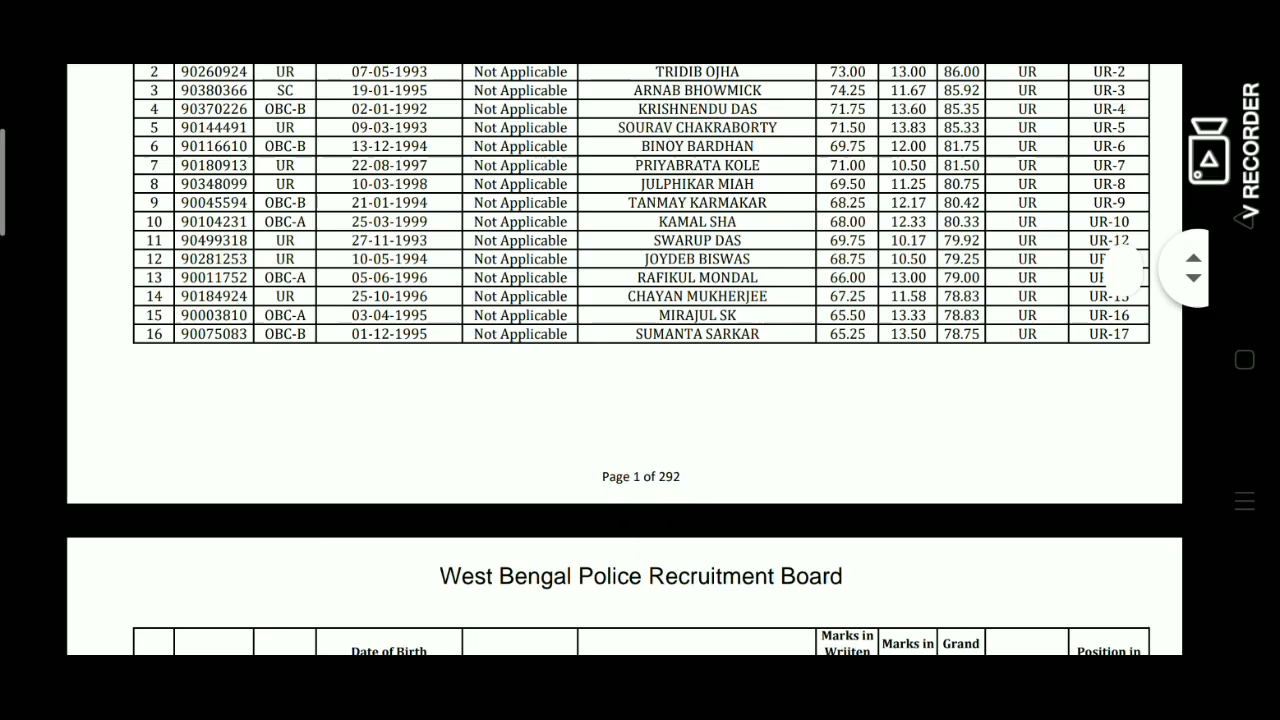 2 90260924 UR 07-05-1993 Not Applicable TRIDIB OJHA 73.00 13.00 86.00 UR UR-2
3 90380366 SC 19-01-1995 Not Applicable ARNAB BHOWMICK 74.25 11.67 85.92 UR UR-3
4 90370226 OBC-B 02-01-1992 Not Applicable KRISHNENDU DAS 71.75 13.60 85.35 UR UR-4
5 90144491 UR 09-03-1993 Not Applicable SOURAV CHAKRABORTY 71.50 13.83 85.33 UR UR-5
6 90116610 OBC-B 13-12-1994 Not Applicable BINOY BARDHAN 69.75 12.00 81.75 UR UR-6
7 90180913 UR 22-08-1997 Not Applicable PRIYABRATA KOLE 71.00 10.50 81.50 UR UR-7
8 90348099 UR 10-03-1998 Not Applicable JULPHIKAR MIAH 69.50 11.25 80.75 UR UR-8
9 90045594 OBC-B 21-01-1994 Not Applicable TANMAY KARMAKAR 68.25 12.17 80.42 UR UR-9
10 90104231 OBC-A 25-03-1999 Not Applicable KAMAL SHA 68.00 12.33 80.33 UR UR-10
11 90499318 UR 27-11-1993 Not Applicable SWARUP DAS 69.75 10.17 79.92 UR UR-12
12 90281253 UR 10-05-1994 Not Applicable JOYDEB BISWAS 68.75 10.50 79.25 UR
13 90011752 OBC-A 05-06-1996 Not Applicable RAFIKUL MONDAL 66.00 13.00 79.00 UR
14 90184924 UR 25-10-1996 Not Applicable CHAYAN MUKHERJEE 67.25 11.58 78.83 UR UR-15
15 90003810 OBC-A 03-04-1995 Not Applicable MIRAJUL SK 65.50 13.33 78.83 UR UR-16
16 90075083 OBC-B 01-12-1995 Not Applicable SUMANTA SARKAR 65.25 13.50 78.75 UR UR-17
Page 1 of 292
West Bengal Police Recruitment Board
Marks in Marks in Grand
Date of Birth Wrijten Position in
V RECORDER